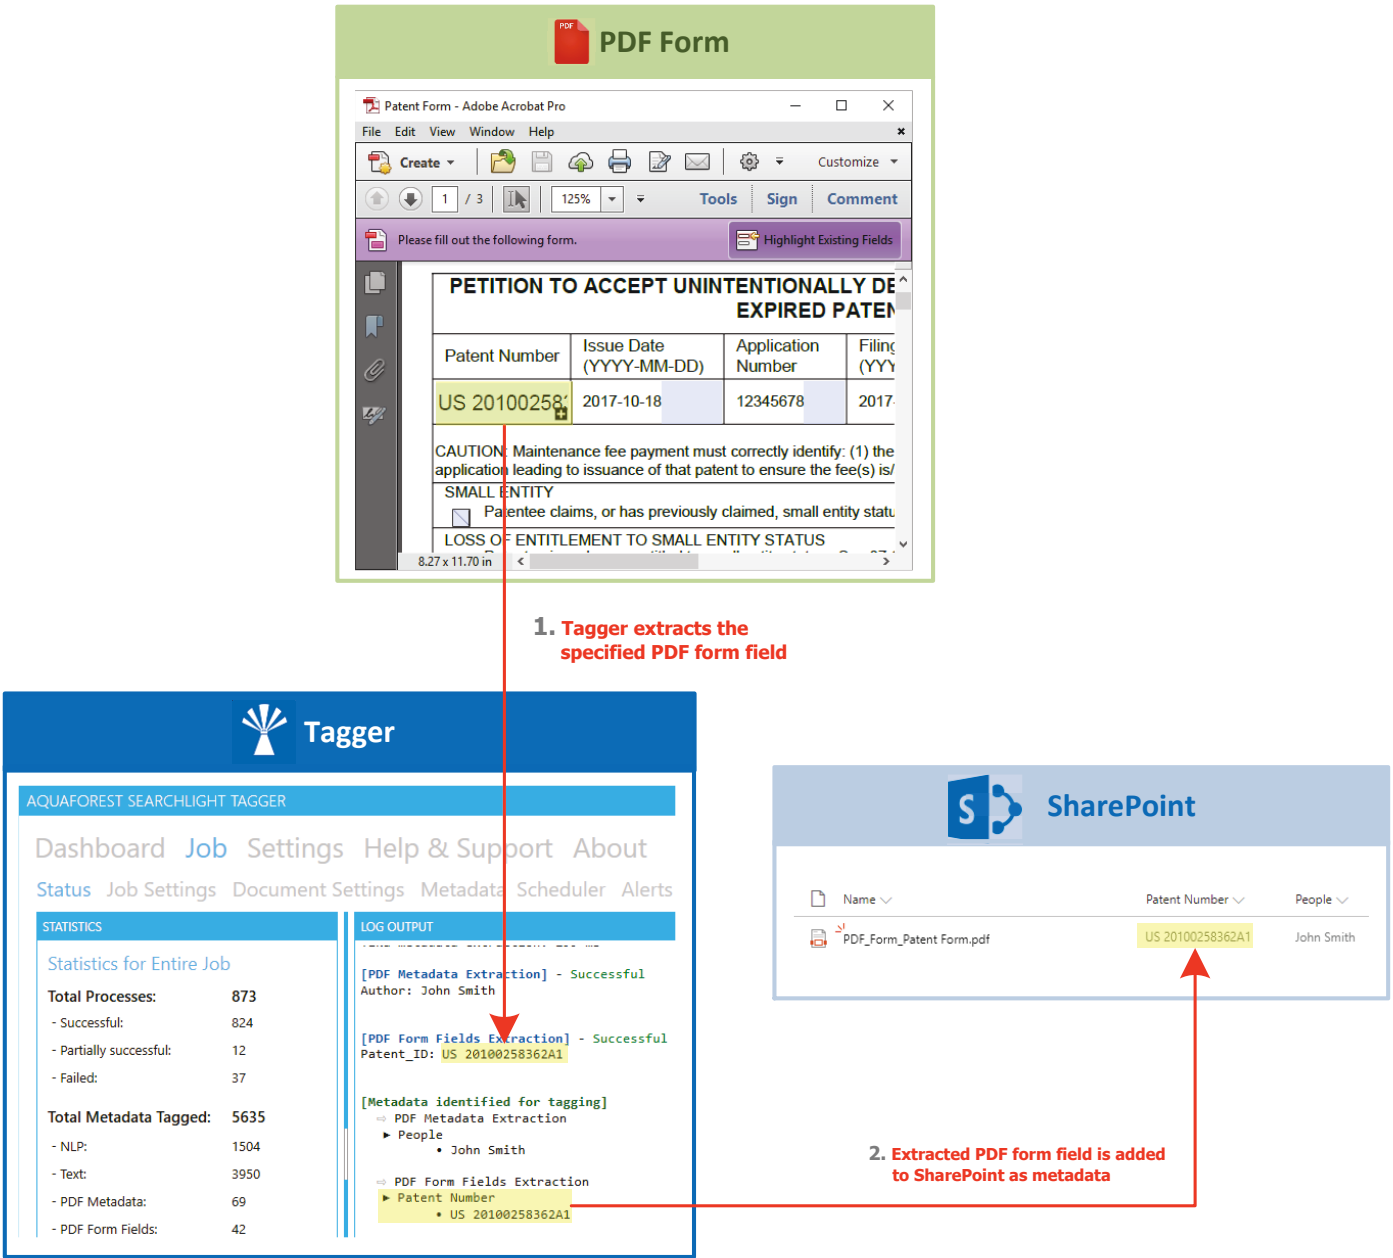 PDF
PDF Form
Patent Form - Adobe Acrobat Pro
File Edit View Window Help
Create
Customize
1 / 3
125%
Tools Sign Comment
Please fill out the following form.
Highlight Existing Fields
PETITION TO ACCEPT UNINTENTIONALLY DE
EXPIRED PATEN
Patent Number
Issue Date
(YYYY-MM-DD)
Application
Number
Filing
(YYY
US 201002583
2017-10-18
12345678
2017-
CAUTION: Maintenance fee payment must correctly identify: (1) the
application leading to issuance of that patent to ensure the fee(s) is/
SMALL ENTITY
Patentee claims, or has previously claimed, small entity statu
LOSS OF ENTITLEMENT TO SMALL ENTITY STATUS
8.27 x 11.70 in
1. Tagger extracts the
specified PDF form field
Tagger
AQUAFOREST SEARCHLIGHT TAGGER
Dashboard Job Settings Help & Support About
Status Job Settings Document Settings Metadata Scheduler Alerts
STATISTICS
Statistics for Entire Job
Total Processes: 873
- Successful: 824
- Partially successful: 12
- Failed: 37
Total Metadata Tagged: 5635
- NLP: 1504
- Text: 3950
- PDF Metadata: 69
- PDF Form Fields: 42
LOG OUTPUT
[PDF Metadata Extraction] - Successful
Author: John Smith
[PDF Form Fields Extraction] - Successful
Patent_ID: US 20100258362A1
[Metadata identified for tagging]
⇨ PDF Metadata Extraction
► People
• John Smith
⇨ PDF Form Fields Extraction
► Patent Number
• US 20100258362A1
S
SharePoint
Name
Patent Number
People
PDF_Form_Patent Form.pdf
US 20100258362A1
John Smith
2. Extracted PDF form field is added
to SharePoint as metadata